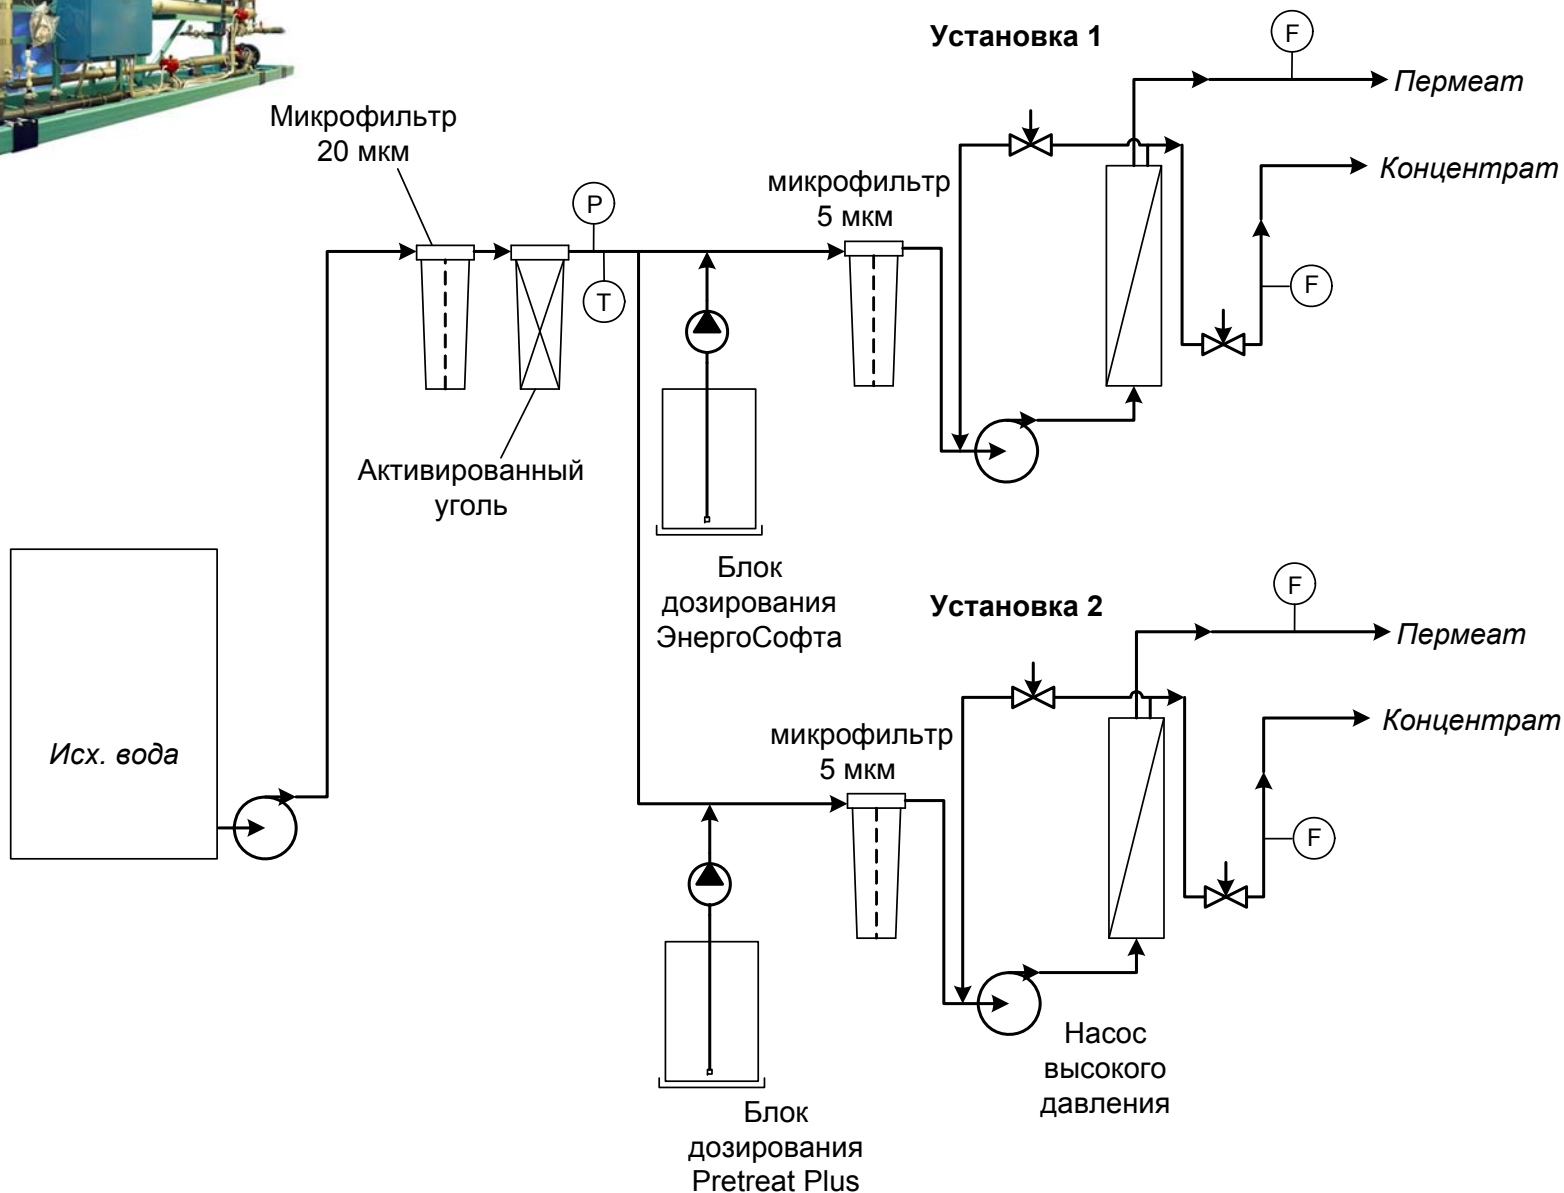 Установка 1
F
Пермеат
Микрофильтр
20 мкм
Концентрат
микрофильтр
5 мкм
P
T
F
Активированный
уголь
Блок
дозирования
ЭнергоСофта
Установка 2
F
Пермеат
Концентрат
микрофильтр
5 мкм
Исх. вода
F
Насос
высокого
давления
Блок
дозирования
Pretreat Plus